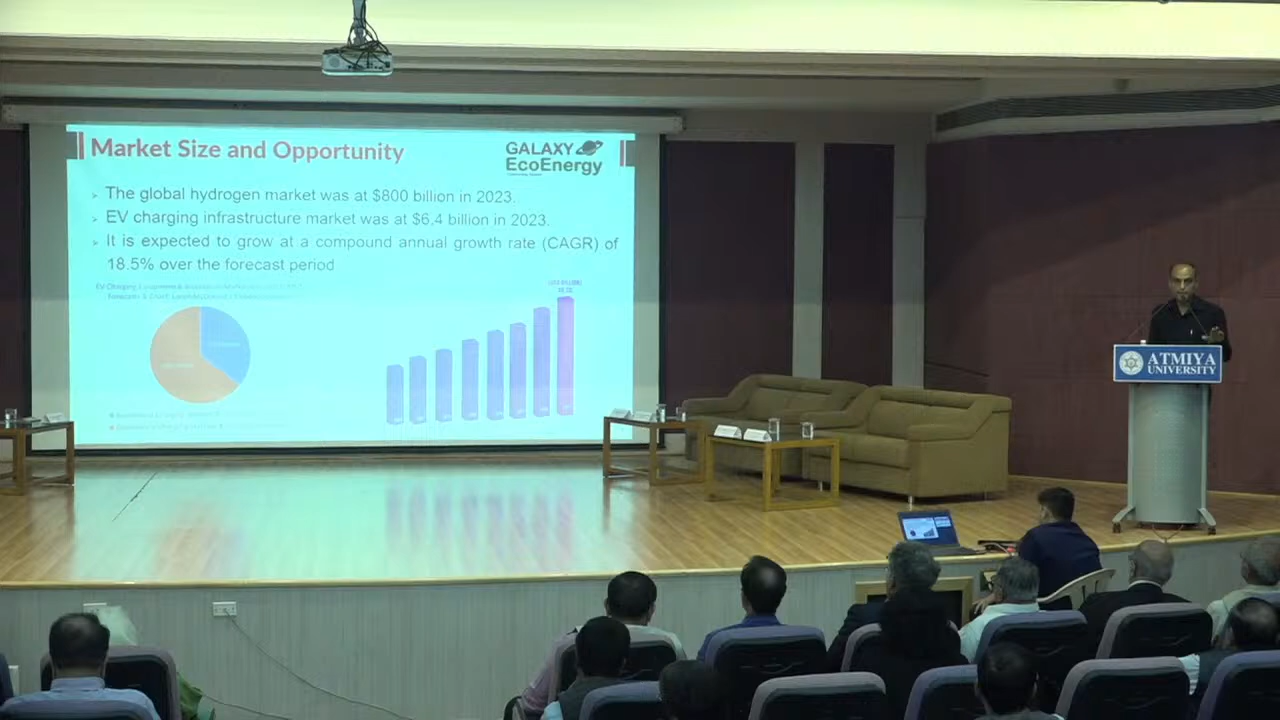 Market Size and Opportunity
GALAXY
EcoEnergy
The global hydrogen market was at $800 billion in 2023.
EV charging infrastructure market was at $6.4 billion in 2023.
It is expected to grow at a compound annual growth rate (CAGR) of
18.5% over the forecast period
ATMIYA
UNIVERSITY